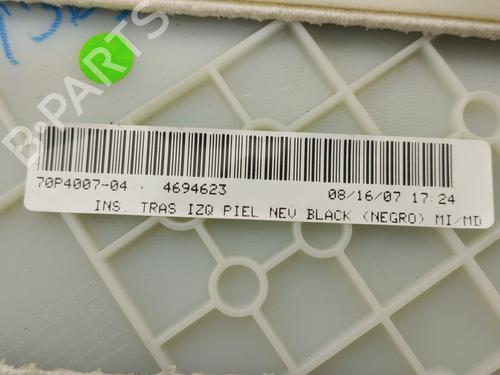 B-PARTS
70P4007-04 . 4694623 08/16/07 17:24
INS. TRAS IZQ PIEL NEV BLACK (NEGRO) MI/MD